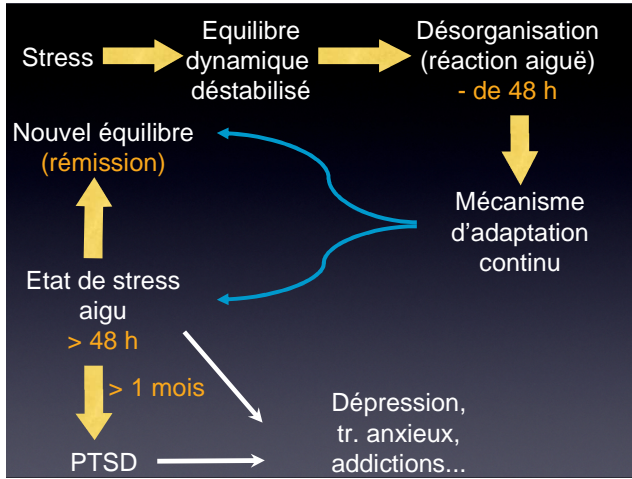 Stress
Equilibre
dynamique
déstabilisé
Désorganisation
(réaction aiguë)
- de 48 h
Nouvel équilibre
(rémission)
Mécanisme
d'adaptation
continu
Etat de stress
aigu
> 48 h
> 1 mois
PTSD
Dépression,
tr. anxieux,
addictions...